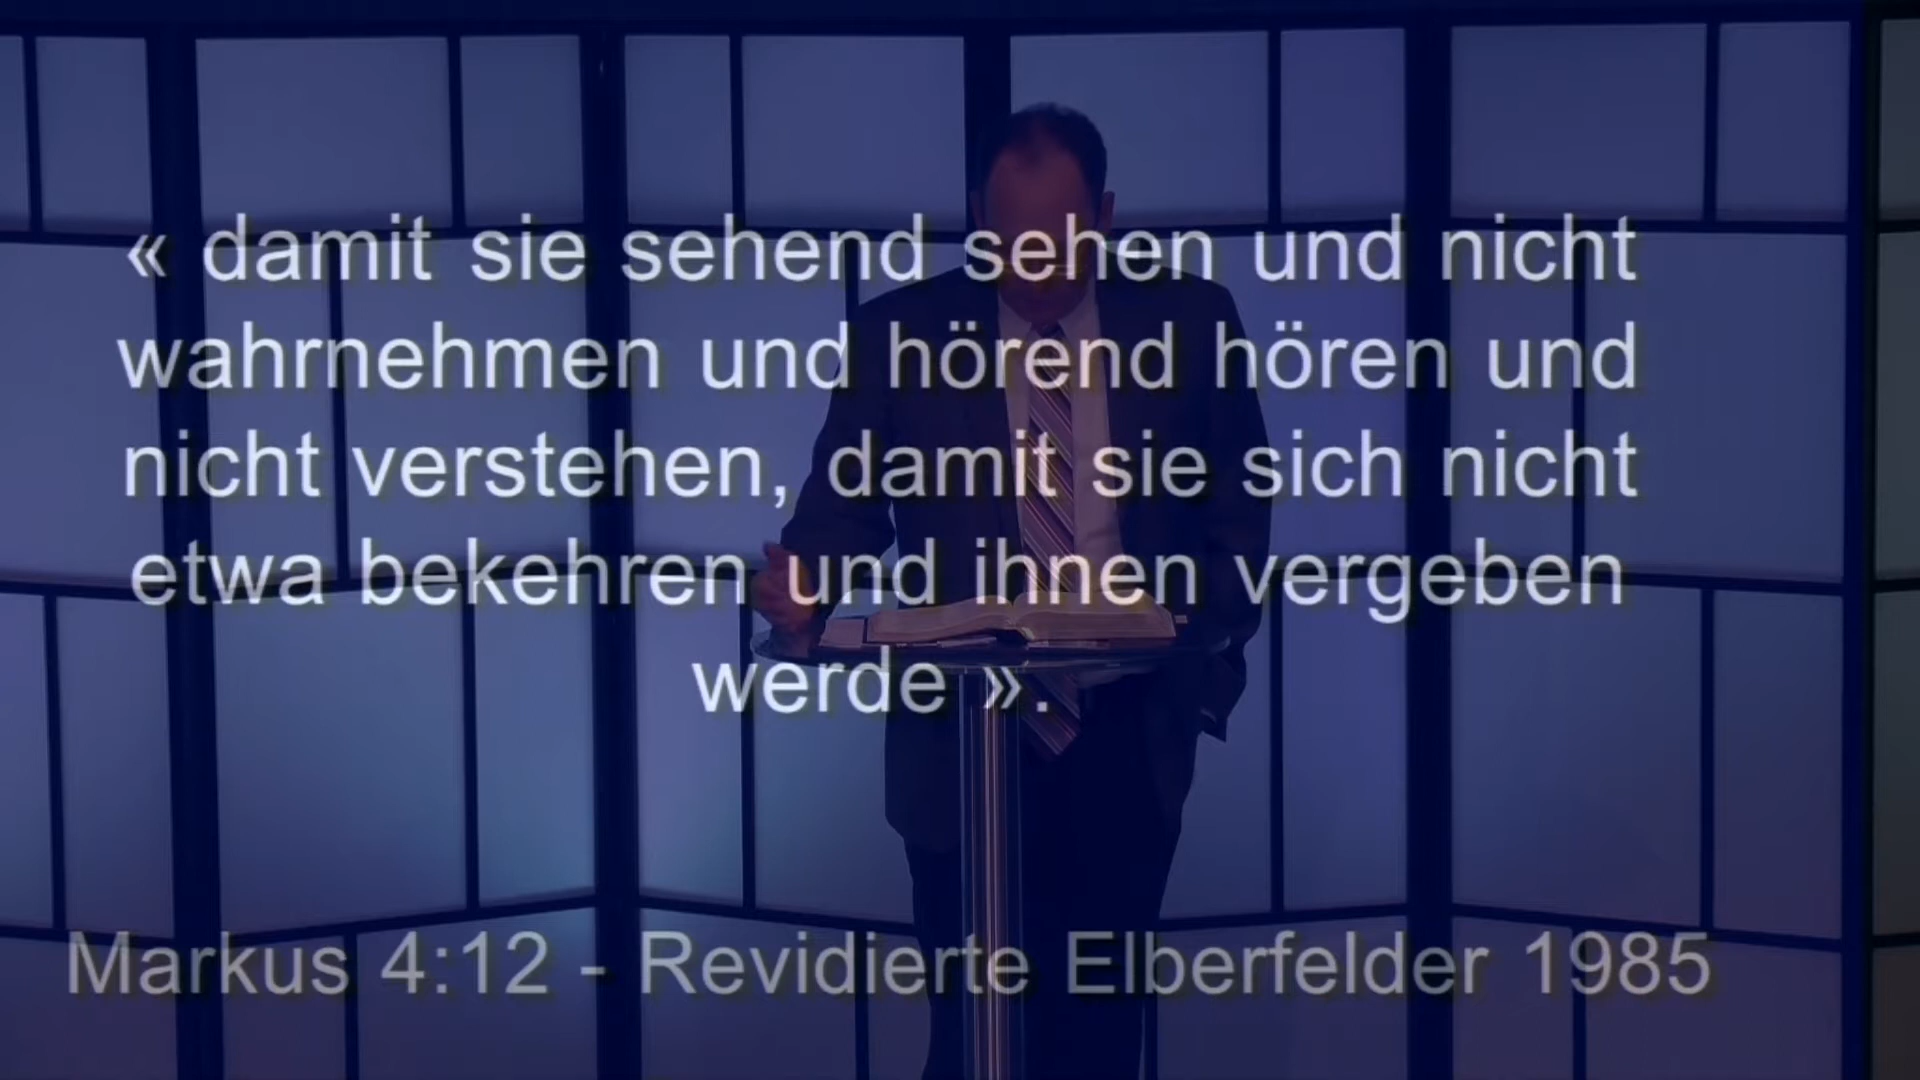 « damit sie sehend sehen und nicht
wahrnehmen und hörend hören und
nicht verstehen, damit sie sich nicht
etwa bekehren und ihnen vergeben
werde ».
Markus 4:12 - Revidierte Elberfelder 1985